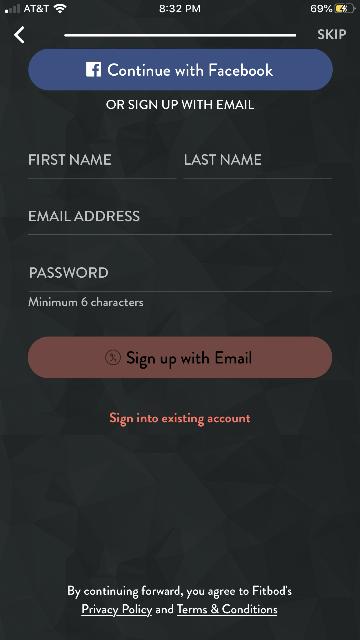 AT&T 8:32 PM 69%
SKIP
Continue with Facebook
OR SIGN UP WITH EMAIL
FIRST NAME LAST NAME
EMAIL ADDRESS
PASSWORD
Minimum 6 characters
Sign up with Email
Sign into existing account
By continuing forward, you agree to Fitbod's
Privacy Policy and Terms & Conditions